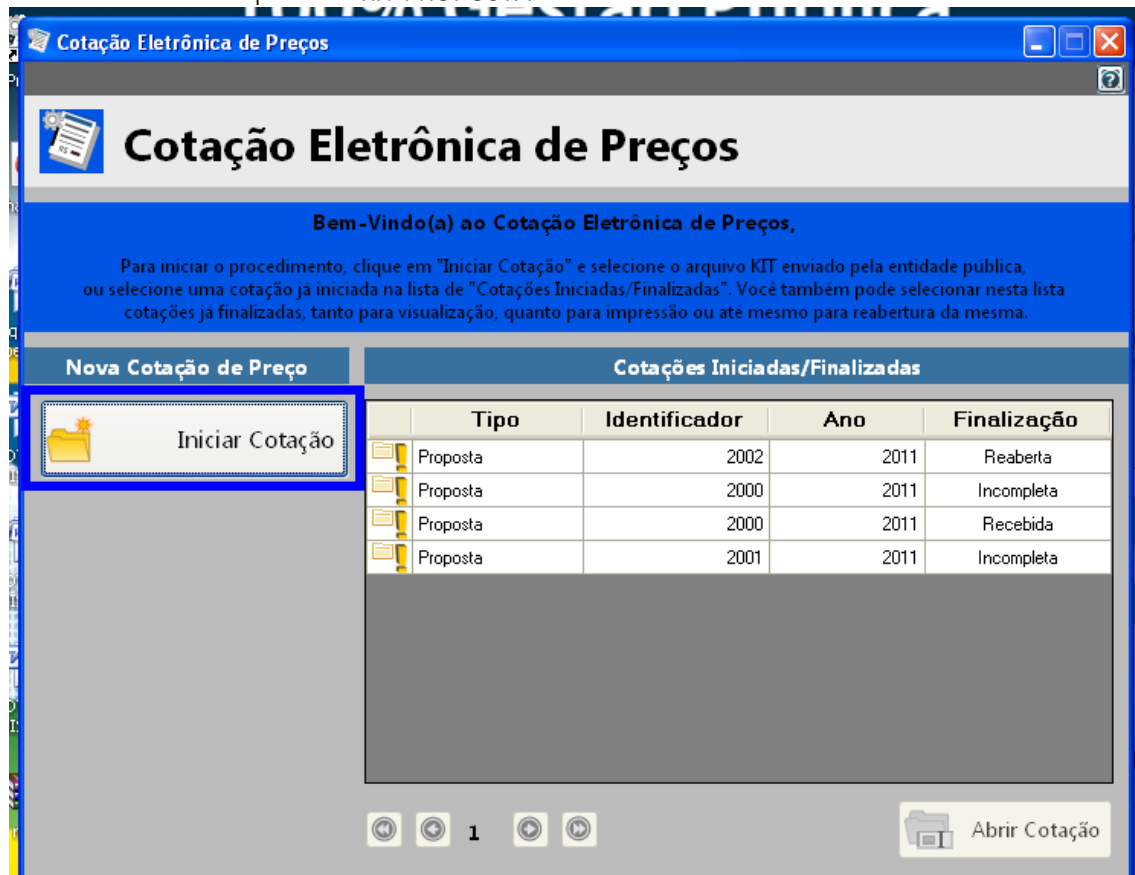 Cotação Eletrônica de Preços
Cotação Eletrônica de Preços
Bem-Vindo(a) ao Cotação Eletrônica de Preços,
Para iniciar o procedimento, clique em "Iniciar Cotação" e selecione o arquivo KIT enviado pela entidade pública,
ou selecione uma cotação já iniciada na lista de "Cotações Iniciadas/Finalizadas". Você também pode selecionar nesta lista
cotações já finalizadas, tanto para visualização, quanto para impressão ou até mesmo para reabertura da mesma.
Nova Cotação de Preço
Cotações Iniciadas/Finalizadas
Iniciar Cotação
Tipo Identificador Ano Finalização
Proposta 2002 2011 Reaberta
Proposta 2000 2011 Incompleta
Proposta 2000 2011 Recebida
Proposta 2001 2011 Incompleta
1
Abrir Cotação